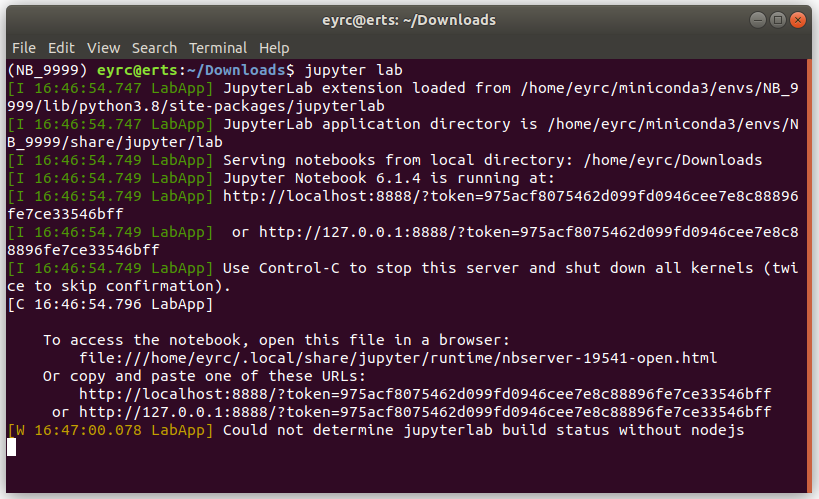 eyrc@erts: ~/Downloads
File Edit View Search Terminal Help
(NB_9999) eyrc@erts:~/Downloads$ jupyter lab
[I 16:46:54.747 LabApp] JupyterLab extension loaded from /home/eyrc/miniconda3/envs/NB_9
999/lib/python3.8/site-packages/jupyterlab
[I 16:46:54.747 LabApp] JupyterLab application directory is /home/eyrc/miniconda3/envs/N
B_9999/share/jupyter/lab
[I 16:46:54.749 LabApp] Serving notebooks from local directory: /home/eyrc/Downloads
[I 16:46:54.749 LabApp] Jupyter Notebook 6.1.4 is running at:
[I 16:46:54.749 LabApp] http://localhost:8888/?token=975acf8075462d099fd0946cee7e8c88896
fe7ce33546bff
[I 16:46:54.749 LabApp]  or http://127.0.0.1:8888/?token=975acf8075462d099fd0946cee7e8c8
8896fe7ce33546bff
[I 16:46:54.749 LabApp] Use Control-C to stop this server and shut down all kernels (twi
ce to skip confirmation).
[C 16:46:54.796 LabApp]
    To access the notebook, open this file in a browser:
        file:///home/eyrc/.local/share/jupyter/runtime/nbserver-19541-open.html
    Or copy and paste one of these URLs:
        http://localhost:8888/?token=975acf8075462d099fd0946cee7e8c88896fe7ce33546bff
     or http://127.0.0.1:8888/?token=975acf8075462d099fd0946cee7e8c88896fe7ce33546bff
[W 16:47:00.078 LabApp] Could not determine jupyterlab build status without nodejs